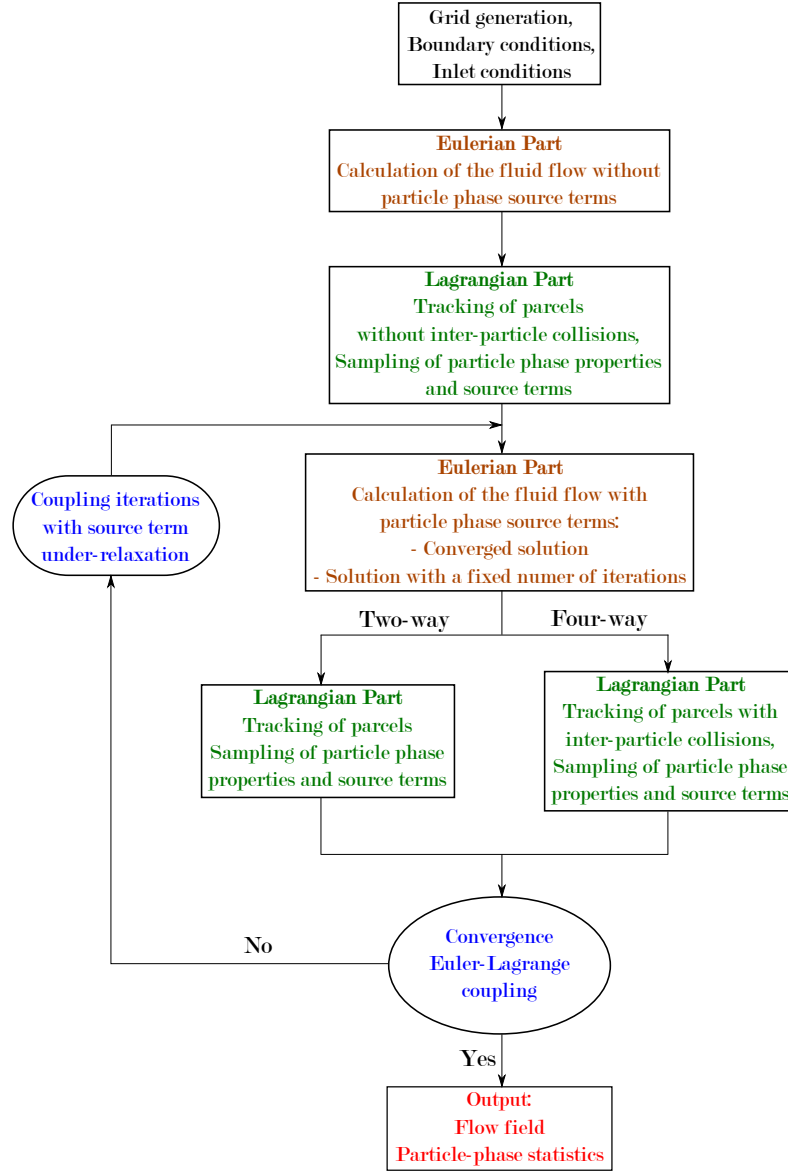 Grid generation,
Boundary conditions,
Inlet conditions
Eulerian Part
Calculation of the fluid flow without
particle phase source terms
Lagrangian Part
Tracking of parcels
without inter-particle collisions,
Sampling of particle phase properties
and source terms
Eulerian Part
Calculation of the fluid flow with
particle phase source terms:
- Converged solution
- Solution with a fixed numer of iterations
Coupling iterations
with source term
under-relaxation
Two-way
Four-way
Lagrangian Part
Tracking of parcels
Sampling of particle phase
properties and source terms
Lagrangian Part
Tracking of parcels with
inter-particle collisions,
Sampling of particle phase
properties and source terms
Convergence
Euler-Lagrange
coupling
No
Yes
Output:
Flow field
Particle-phase statistics